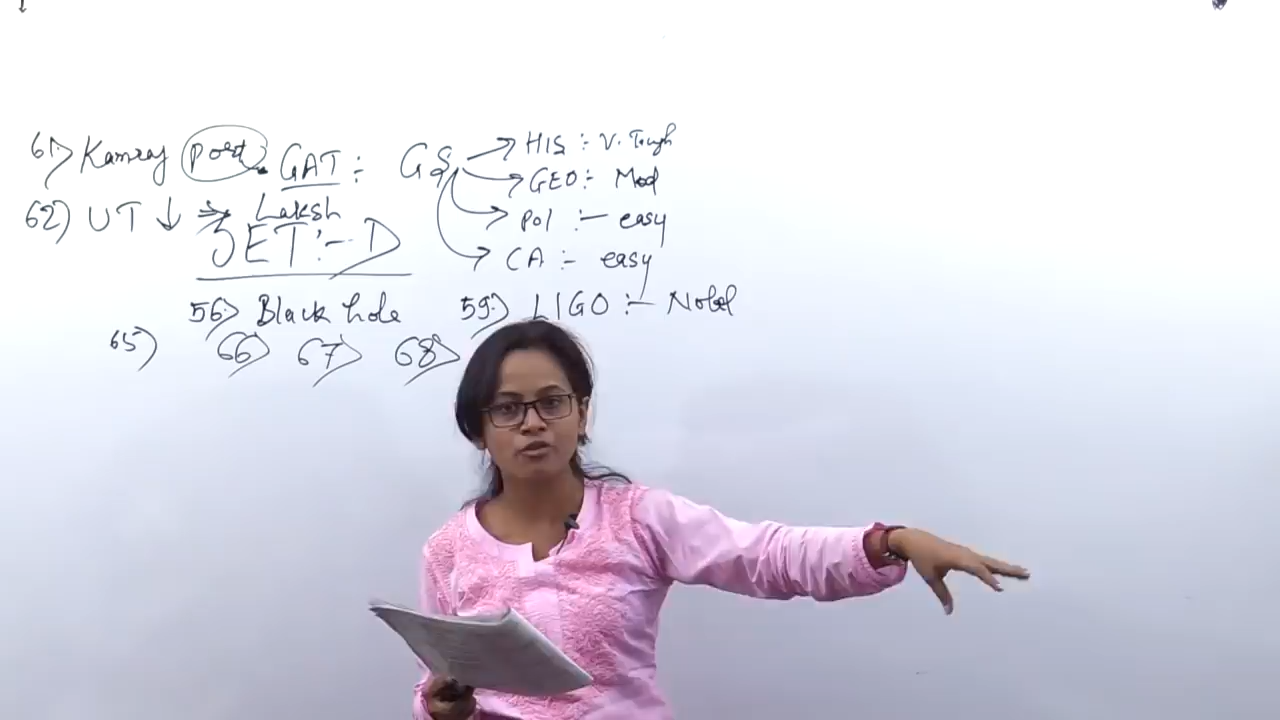 61) Kamraj port. GAT : GS → HIS :- V. Tough
→ GEO :- Mod
62) UT ↓ ⇒ Laksh → Pol :- easy
SET :- D → CA :- easy
56) Black hole 59) LIGO :- Nobel
65) 66) 67) 68)